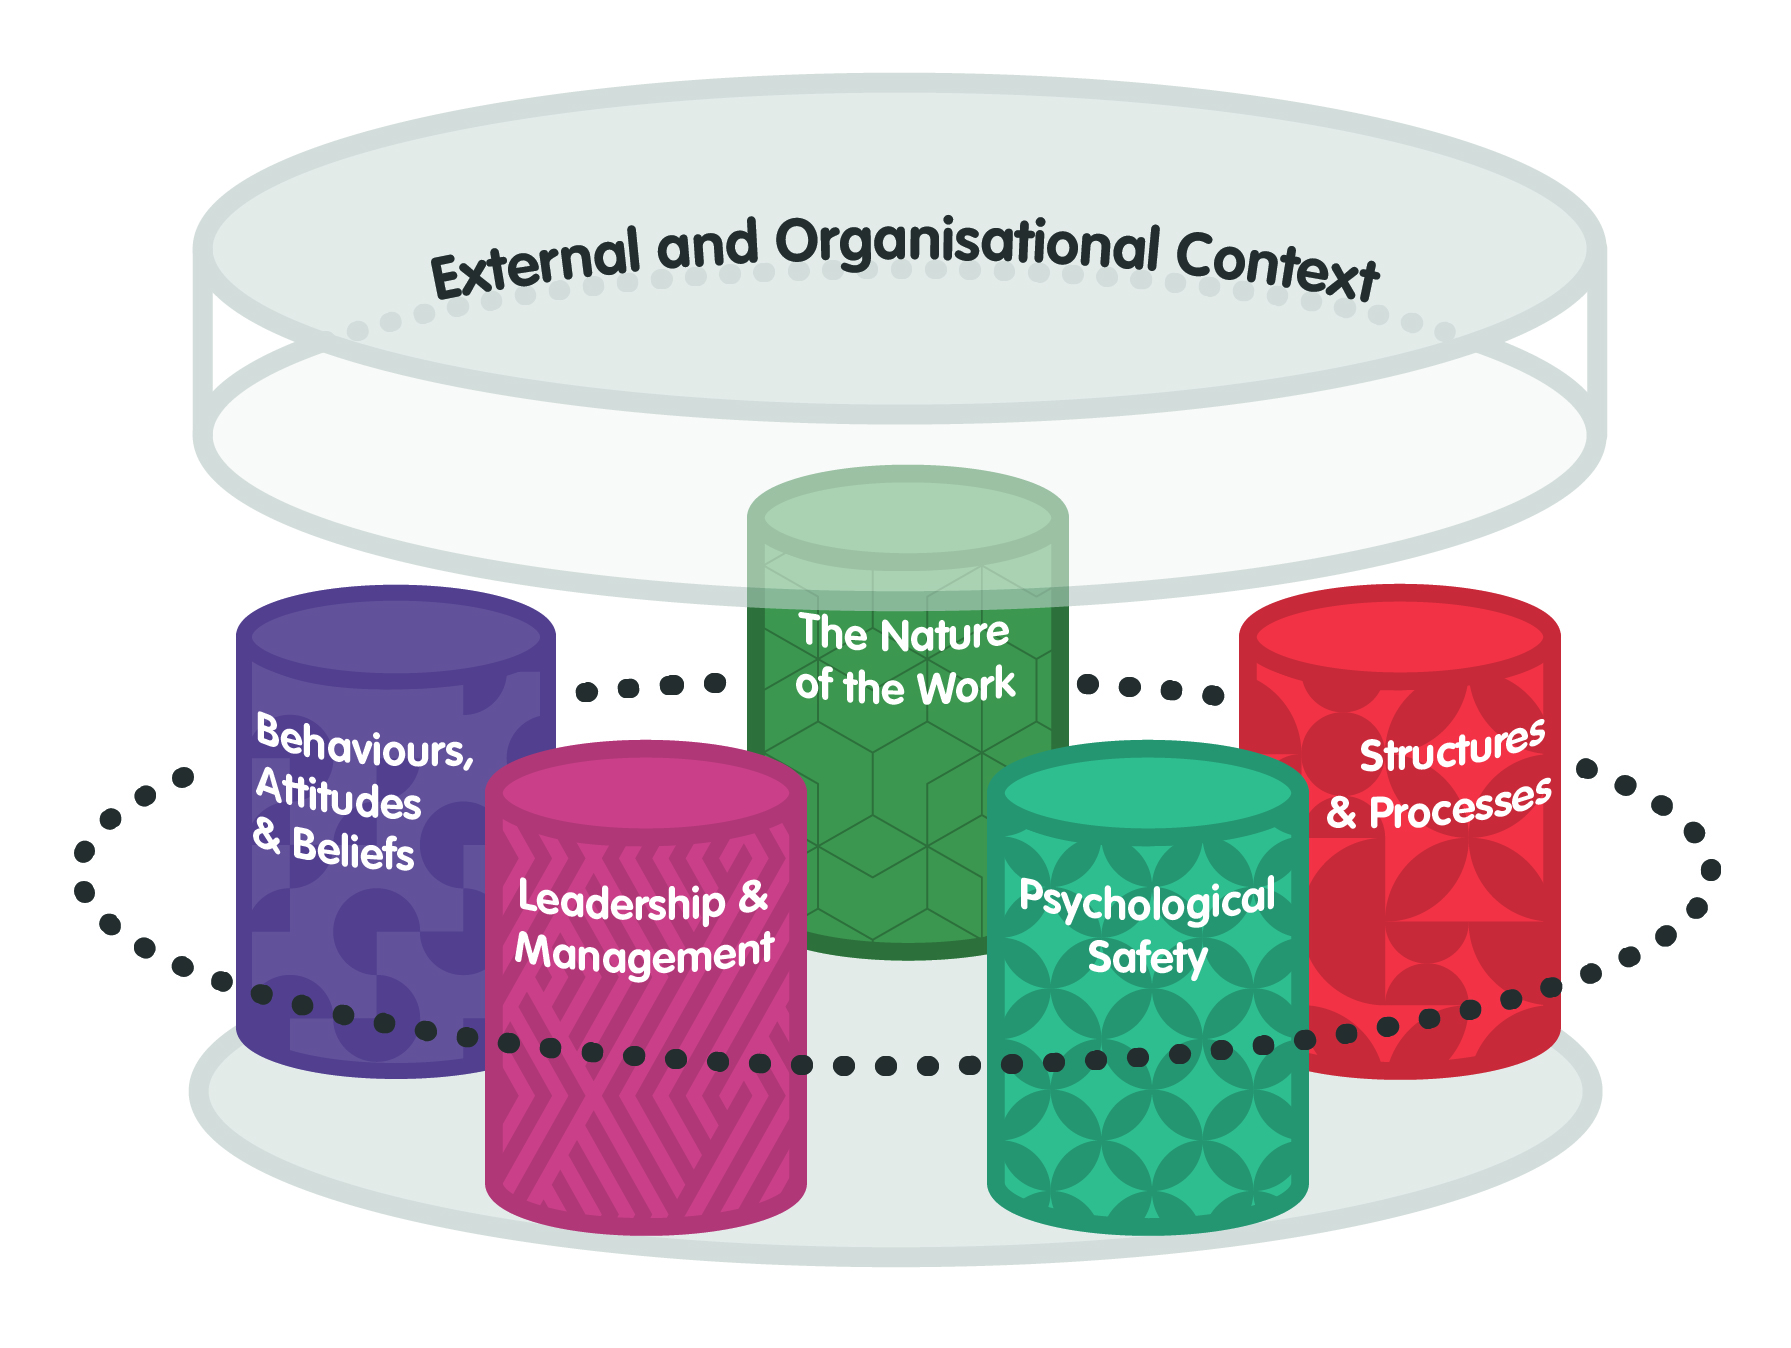 External and Organisational Context
The Nature
of the Work
Behaviours,
Attitudes
& Beliefs
Structures
& Processes
Leadership &
Management
Psychological
Safety